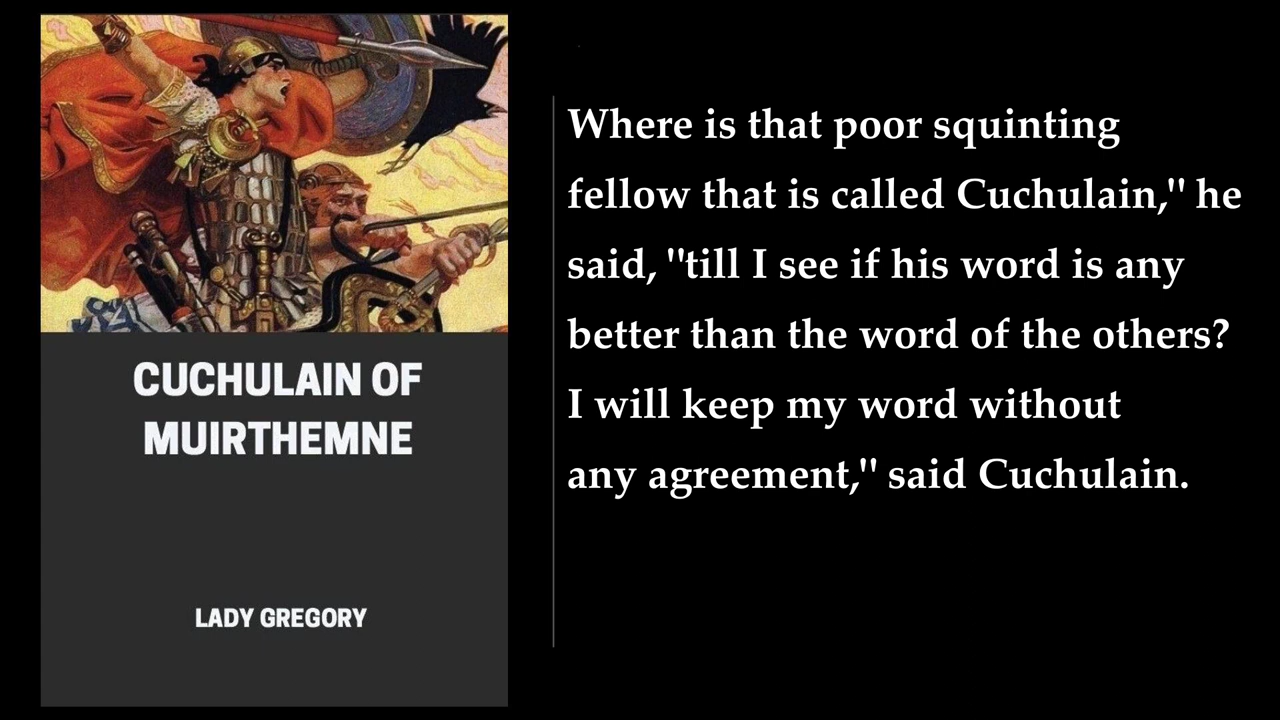 CUCHULAIN OF
MUIRTHEMNE
LADY GREGORY
Where is that poor squinting
fellow that is called Cuchulain," he
said, "till I see if his word is any
better than the word of the others?
I will keep my word without
any agreement," said Cuchulain.